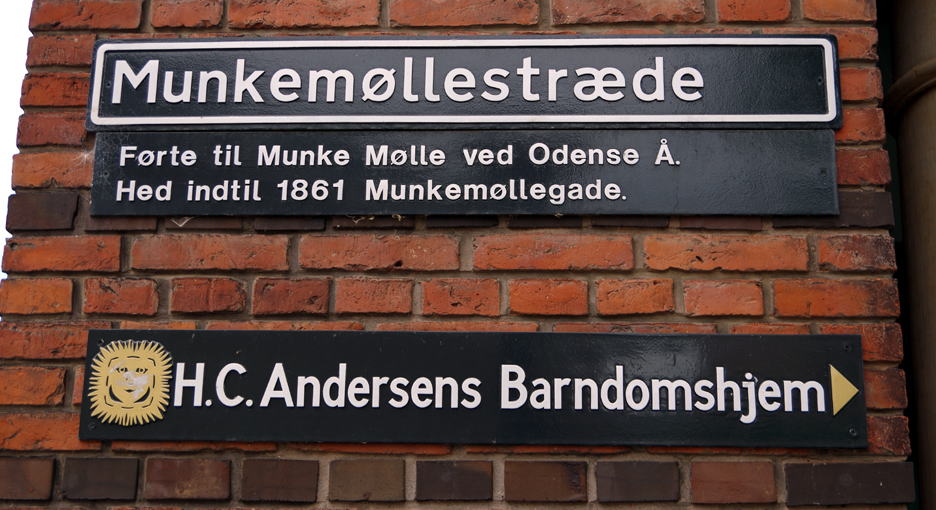 Munkemøllestræde
Førte til Munke Mølle ved Odense Å.
Hed indtil 1861 Munkemøllegade.
H.C. Andersens Barndomshjem